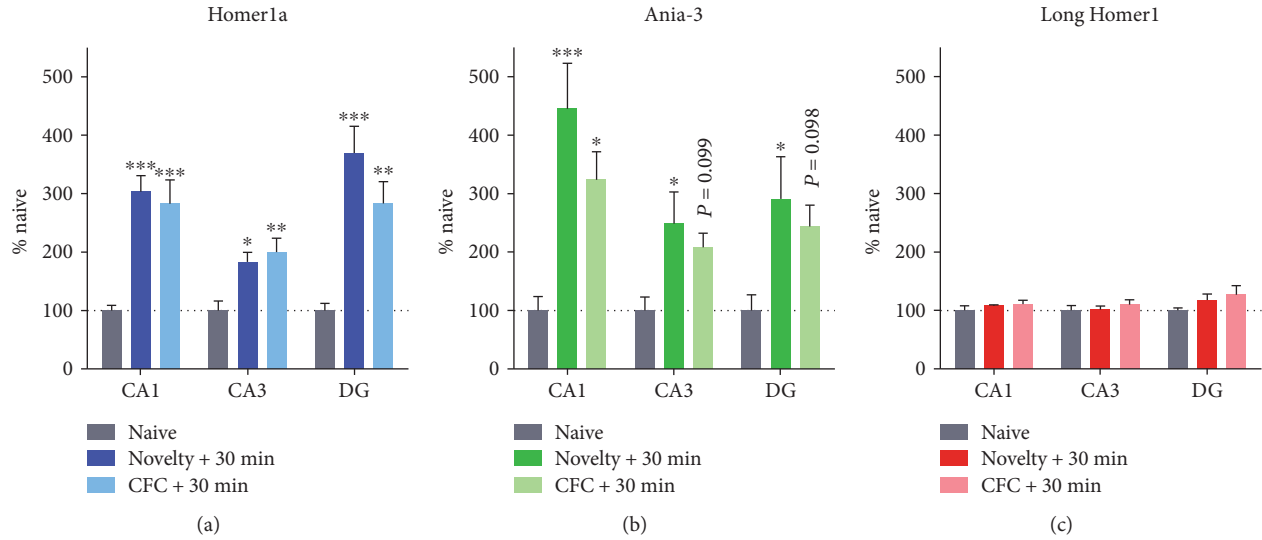 Homer1a
% naive
500
400
300
200
100
0
***
***
*
**
***
**
CA1
CA3
DG
Naive
Novelty + 30 min
CFC + 30 min
(a)
Ania-3
% naive
500
400
300
200
100
0
***
*
*
P = 0.099
*
P = 0.098
CA1
CA3
DG
Naive
Novelty + 30 min
CFC + 30 min
(b)
Long Homer1
% naive
500
400
300
200
100
0
CA1
CA3
DG
Naive
Novelty + 30 min
CFC + 30 min
(c)